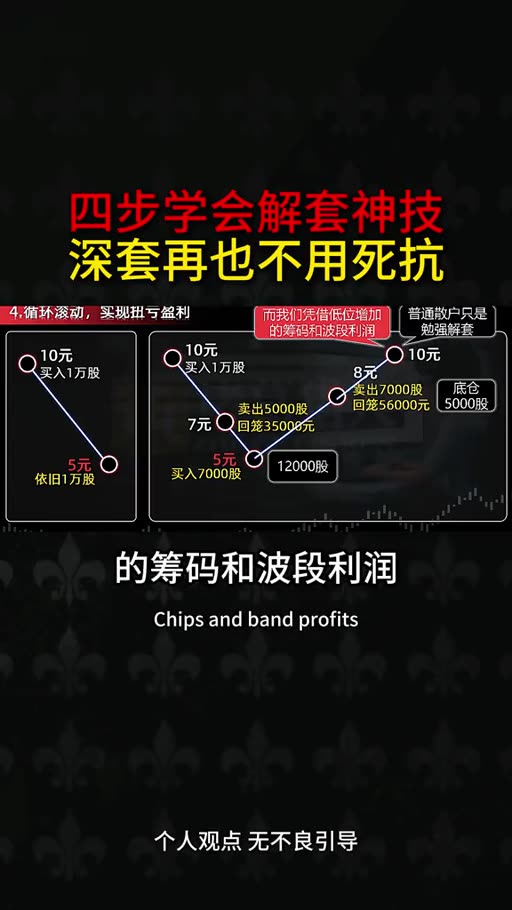 四步学会解套神技
深套再也不用死抗
4.循环滚动，实现扭亏盈利
而我们凭借低位增加
的筹码和波段利润
普通散户只是
勉强解套
10元
买入1万股
5元
依旧1万股
10元
买入1万股
7元
卖出5000股
回笼35000元
5元
买入7000股
12000股
8元
卖出7000股
回笼56000元
10元
底仓
5000股
的筹码和波段利润
Chips and band profits
个人观点 无不良引导